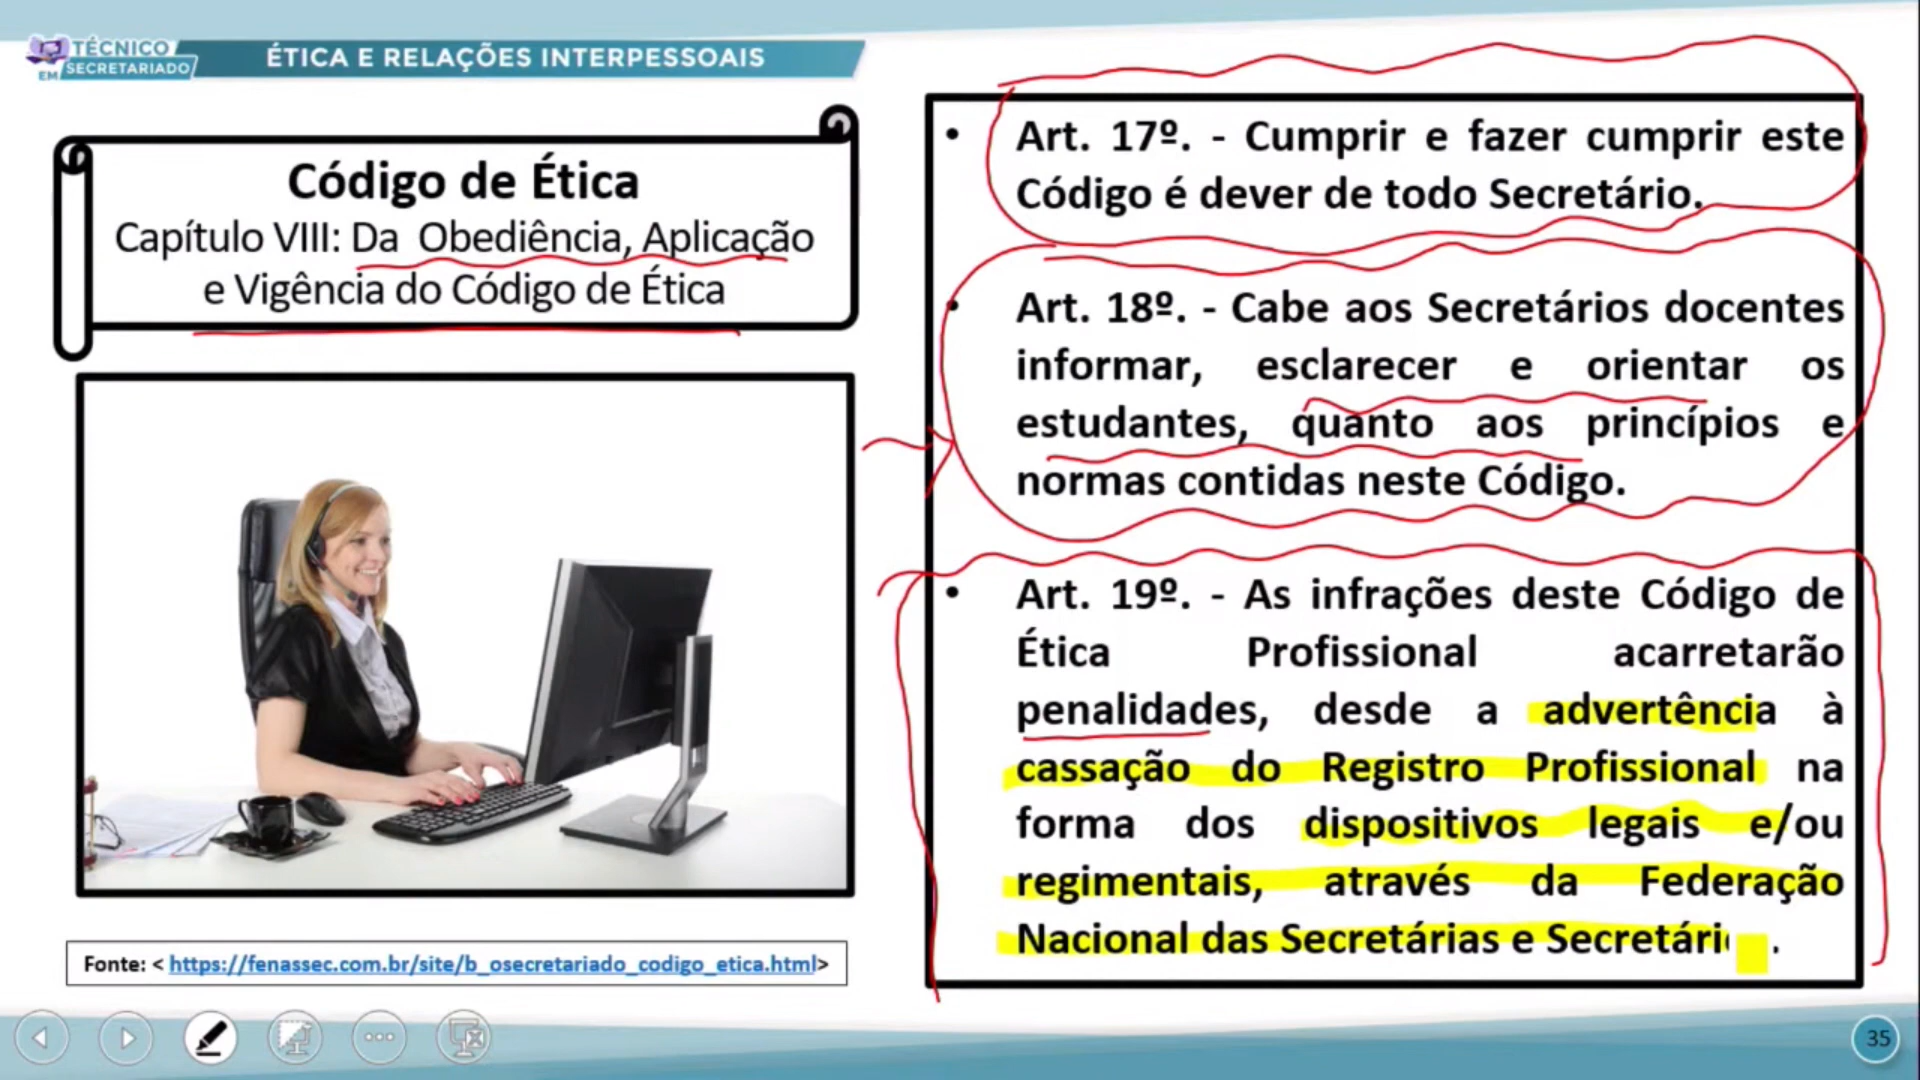 TÉCNICO
EM SECRETARIADO
ÉTICA E RELAÇÕES INTERPESSOAIS
Código de Ética
Capítulo VIII: Da Obediência, Aplicação
e Vigência do Código de Ética
Fonte: < https://fenassec.com.br/site/b_osecretariado_codigo_etica.html>
• Art. 17º. - Cumprir e fazer cumprir este
Código é dever de todo Secretário.
• Art. 18º. - Cabe aos Secretários docentes
informar, esclarecer e orientar os
estudantes, quanto aos princípios e
normas contidas neste Código.
• Art. 19º. - As infrações deste Código de
Ética Profissional acarretarão
penalidades, desde a advertência à
cassação do Registro Profissional na
forma dos dispositivos legais e/ou
regimentais, através da Federação
Nacional das Secretárias e
35